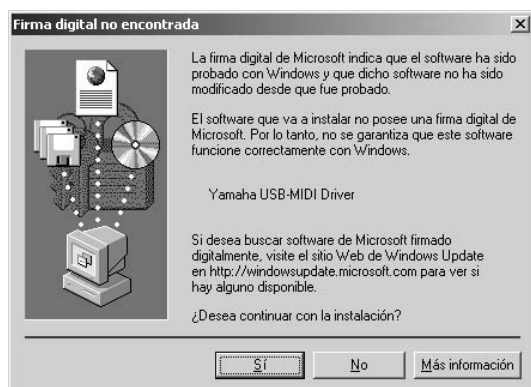 Firma digital no encontrada
La firma digital de Microsoft indica que el software ha sido
probado con Windows y que dicho software no ha sido
modificado desde que fue probado.
El software que va a instalar no posee una firma digital de
Microsoft. Por lo tanto, no se garantiza que este software
funcione correctamente con Windows.
Yamaha USB-MIDI Driver
Si desea buscar software de Microsoft firmado
digitalmente, visite el sitio Web de Windows Update
en http://windowsupdate.microsoft.com para ver si
hay alguno disponible.
¿Desea continuar con la instalación?
Sí No Más información